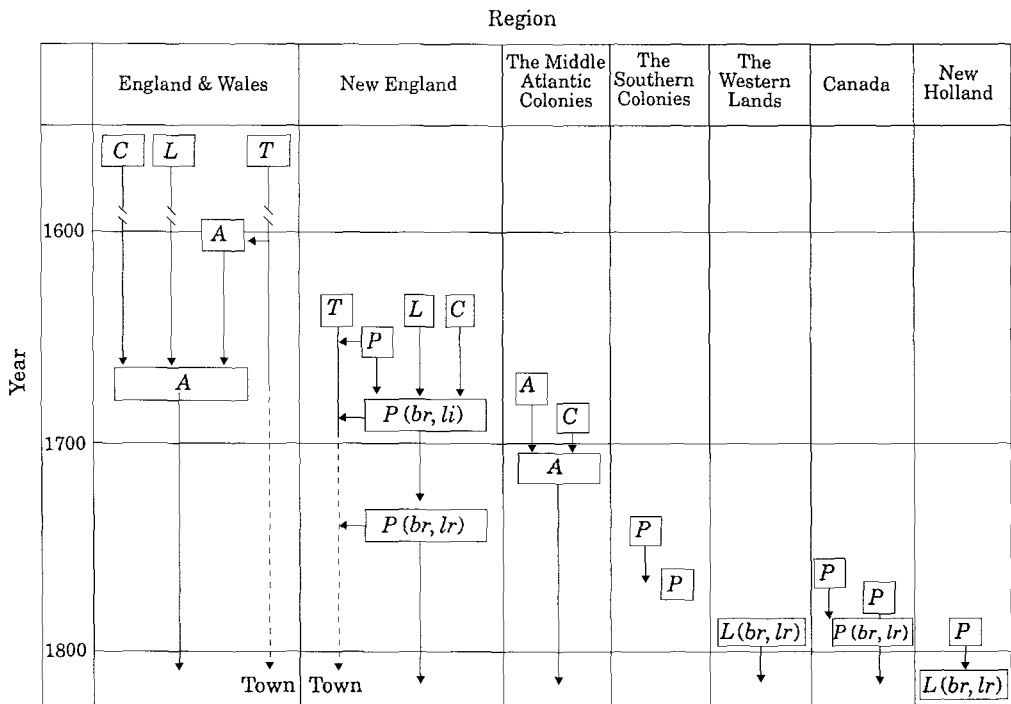 Region
England & Wales
New England
The Middle
Atlantic
Colonies
The
Southern
Colonies
The
Western
Lands
Canada
New
Holland
Year
C L T
1600
A
T L C
P
A
P (br, li)
A
C
1700
A
P (br, lr)
P
P
P
P
L (br, lr)
P (br, lr)
P
1800
L (br, lr)
Town
Town